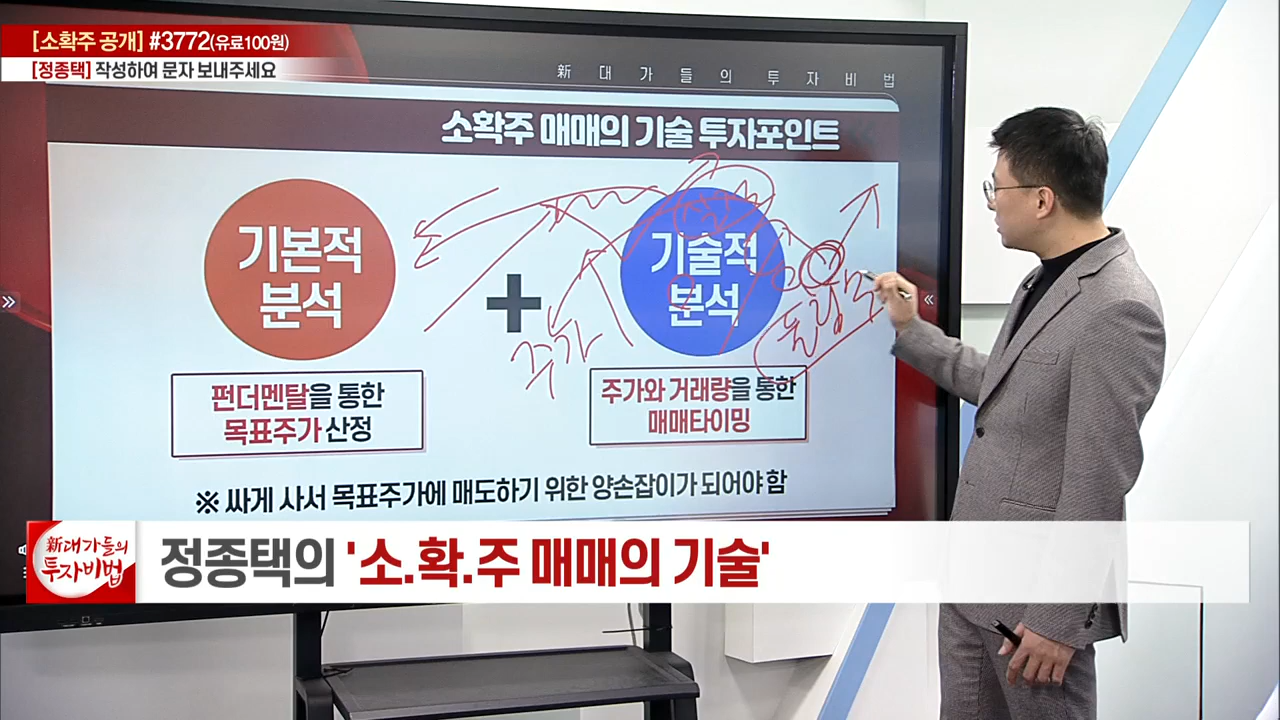 [소확주 공개] #3772(유료100원)
[정종택] 작성하여 문자 보내주세요
新 대가들의 투자비법
소확주 매매의 기술 투자포인트
기본적
분석
+
기술적
분석
주가
눌림목
펀더멘탈을 통한
목표주가 산정
주가와 거래량을 통한
매매타이밍
※ 싸게 사서 목표주가에 매도하기 위한 양손잡이가 되어야 함
新대가들의
투자비법
정종택의 '소.확.주 매매의 기술'